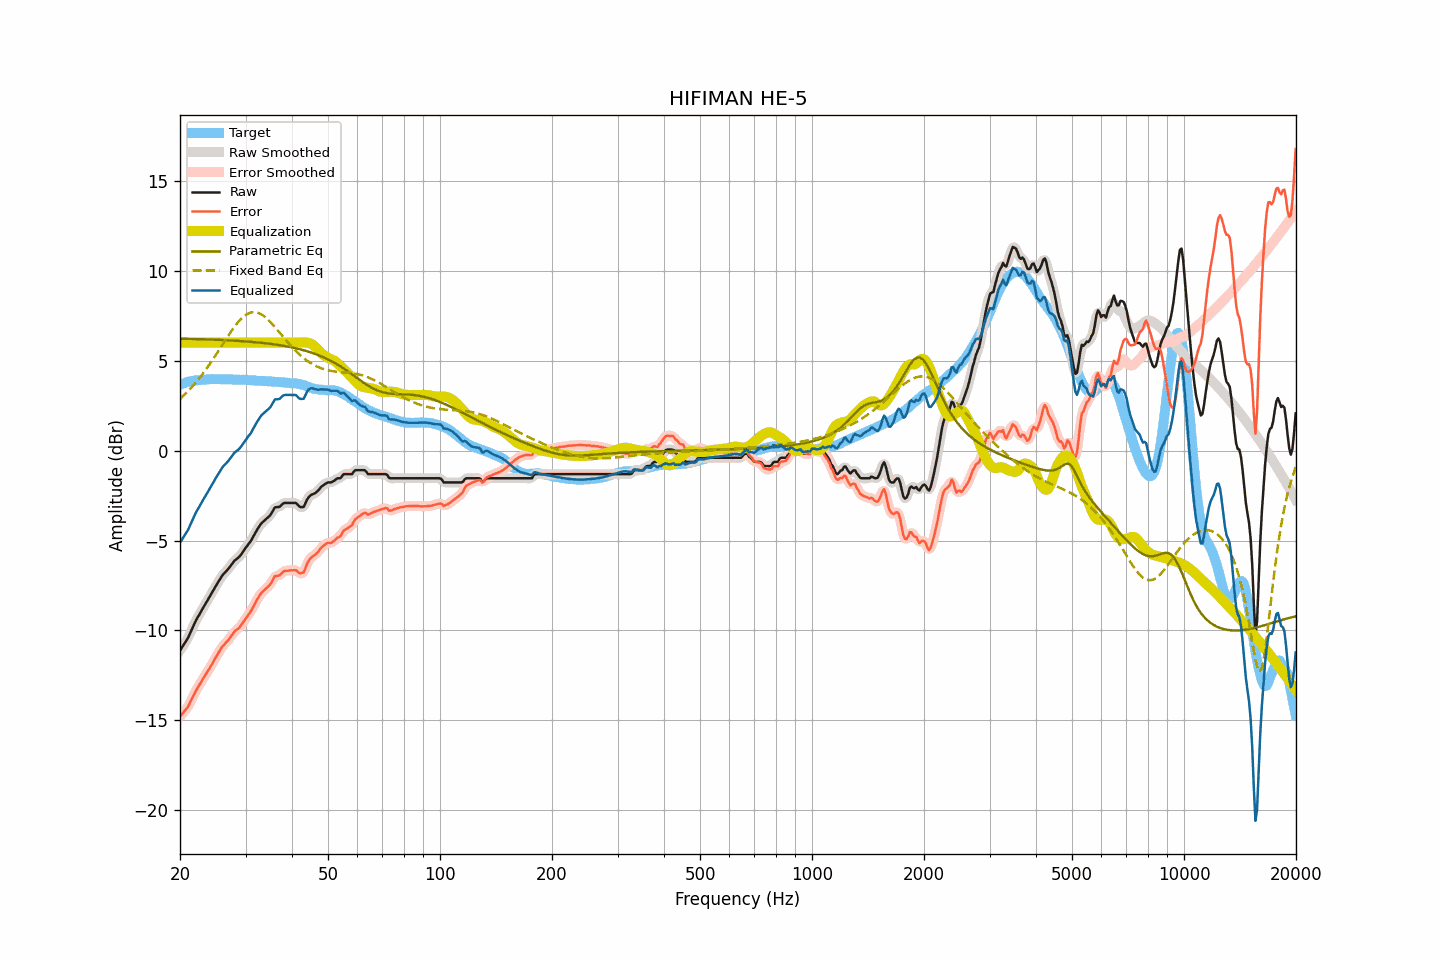 HIFIMAN HE-5
Target
Raw Smoothed
Error Smoothed
Raw
Error
Equalization
Parametric Eq
Fixed Band Eq
Equalized
15
10
5
0
−5
−10
−15
−20
Amplitude (dBr)
20
50
100
200
500
1000
2000
5000
10000
20000
Frequency (Hz)